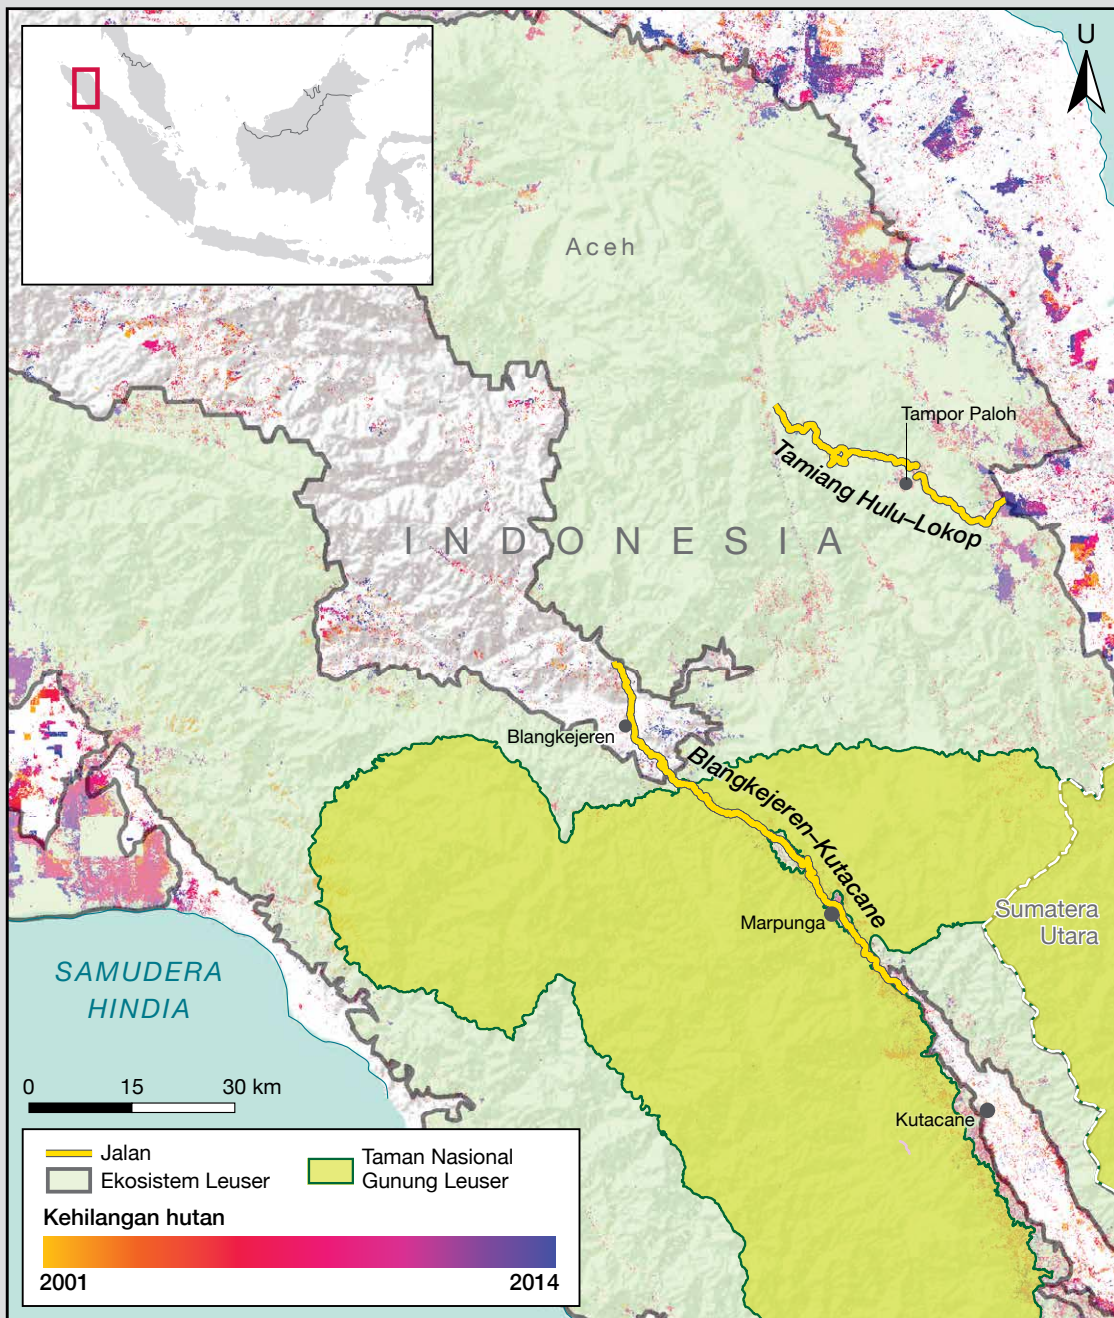 U
Aceh
Tampor Paloh
Tamiang Hulu–Lokop
INDONESIA
Blangkejeren
Blangkejeren–Kutacane
Marpunga
Sumatera
Utara
SAMUDERA
HINDIA
Kutacane
0 15 30 km
Jalan
Ekosistem Leuser
Taman Nasional
Gunung Leuser
Kehilangan hutan
2001 2014